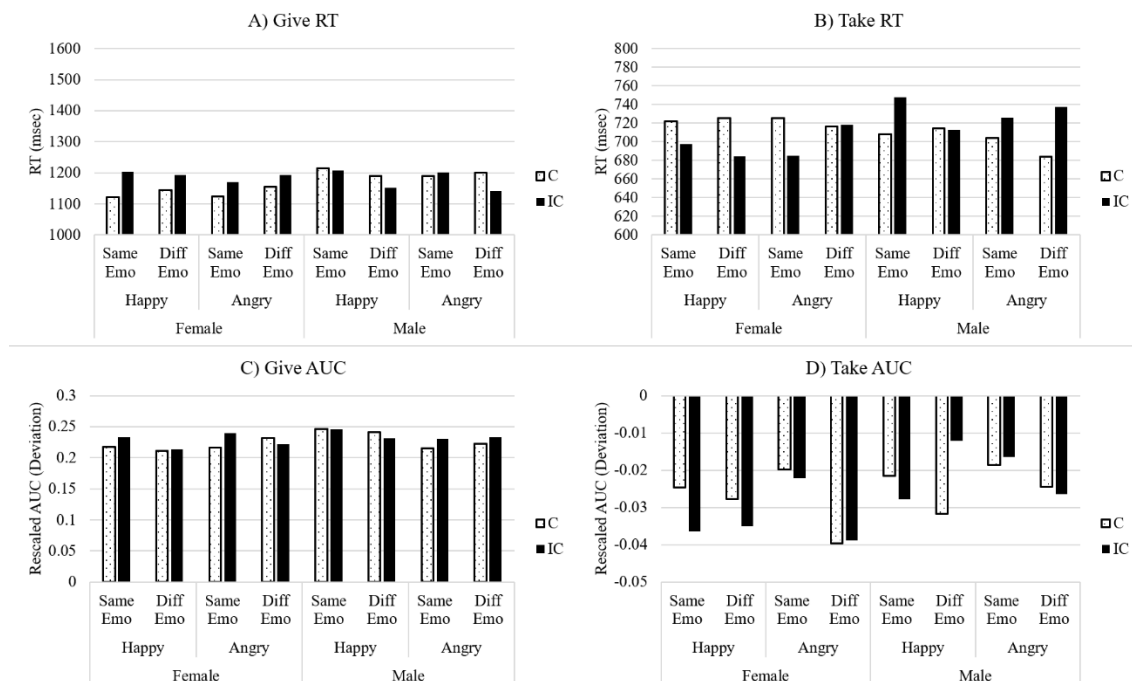 A) Give RT
1600
1500
1400
1300
1200
1100
1000
RT (msec)
Same Emo Diff Emo Same Emo Diff Emo Same Emo Diff Emo Same Emo Diff Emo
Happy Angry Happy Angry
Female Male
C
IC
B) Take RT
800
780
760
740
720
700
680
660
640
620
600
RT (msec)
Same Emo Diff Emo Same Emo Diff Emo Same Emo Diff Emo Same Emo Diff Emo
Happy Angry Happy Angry
Female Male
C
IC
C) Give AUC
0.3
0.25
0.2
0.15
0.1
0.05
0
Rescaled AUC (Deviation)
Same Emo Diff Emo Same Emo Diff Emo Same Emo Diff Emo Same Emo Diff Emo
Happy Angry Happy Angry
Female Male
C
IC
D) Take AUC
0
-0.01
-0.02
-0.03
-0.04
-0.05
Rescaled AUC (Deviation)
Same Emo Diff Emo Same Emo Diff Emo Same Emo Diff Emo Same Emo Diff Emo
Happy Angry Happy Angry
Female Male
C
IC